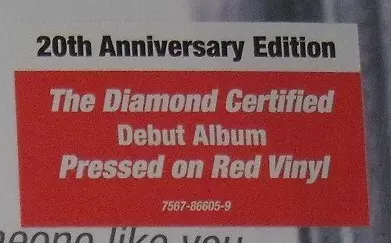 20th Anniversary Edition
The Diamond Certified
Debut Album
Pressed on Red Vinyl
7567-86605-9
like you